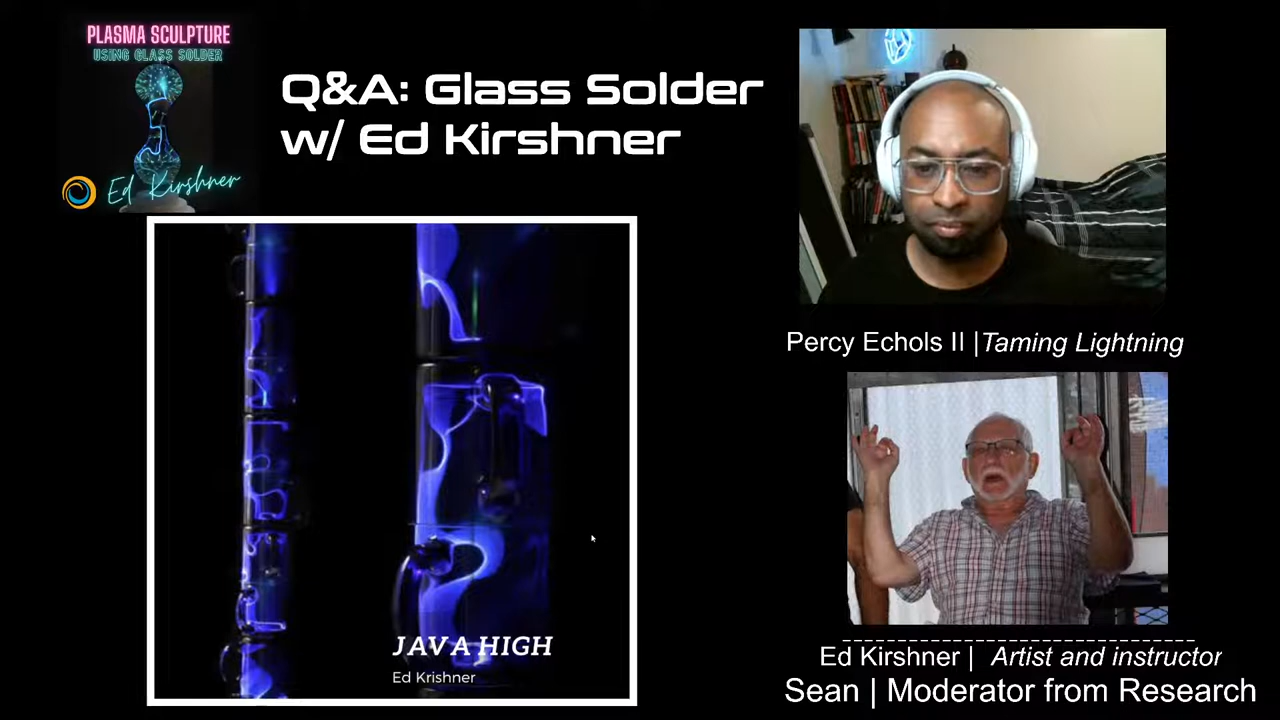 PLASMA SCULPTURE
USING GLASS SOLDER
Ed Kirshner
Q&A: Glass Solder
w/ Ed Kirshner
JAVA HIGH
Ed Krishner
Percy Echols II | Taming Lightning
Ed Kirshner | Artist and instructor
Sean | Moderator from Research